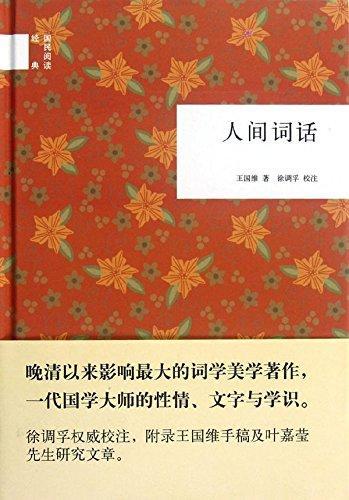 国民阅读
经典
人间词话
王国维 著 徐调孚 校注
晚清以来影响最大的词学美学著作，
一代国学大师的性情、文字与学识。
徐调孚权威校注，附录王国维手稿及叶嘉莹
先生研究文章。